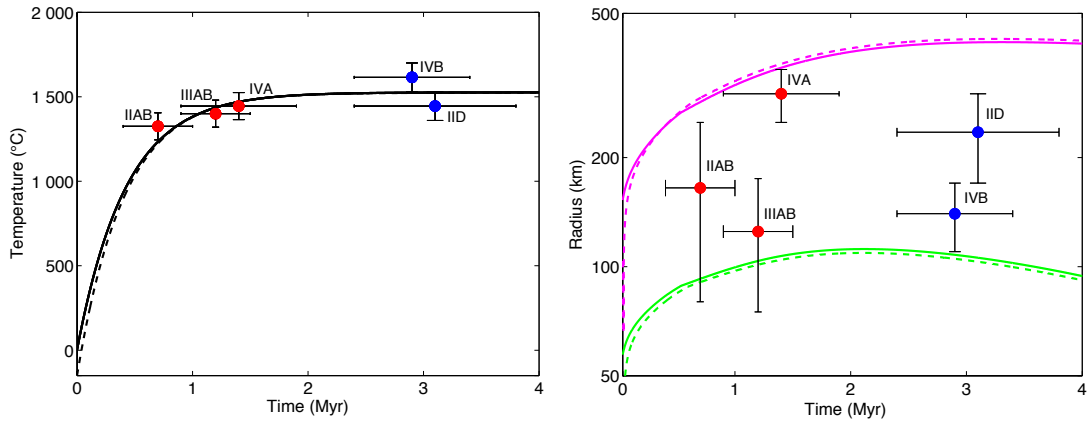 2 000
1 500
1 000
500
0
Temperature (°C)
IIAB
IIIAB
IVA
IVB
IID
0
1
2
3
4
Time (Myr)
500
200
100
50
Radius (km)
IIAB
IIIAB
IVA
IID
IVB
0
1
2
3
4
Time (Myr)